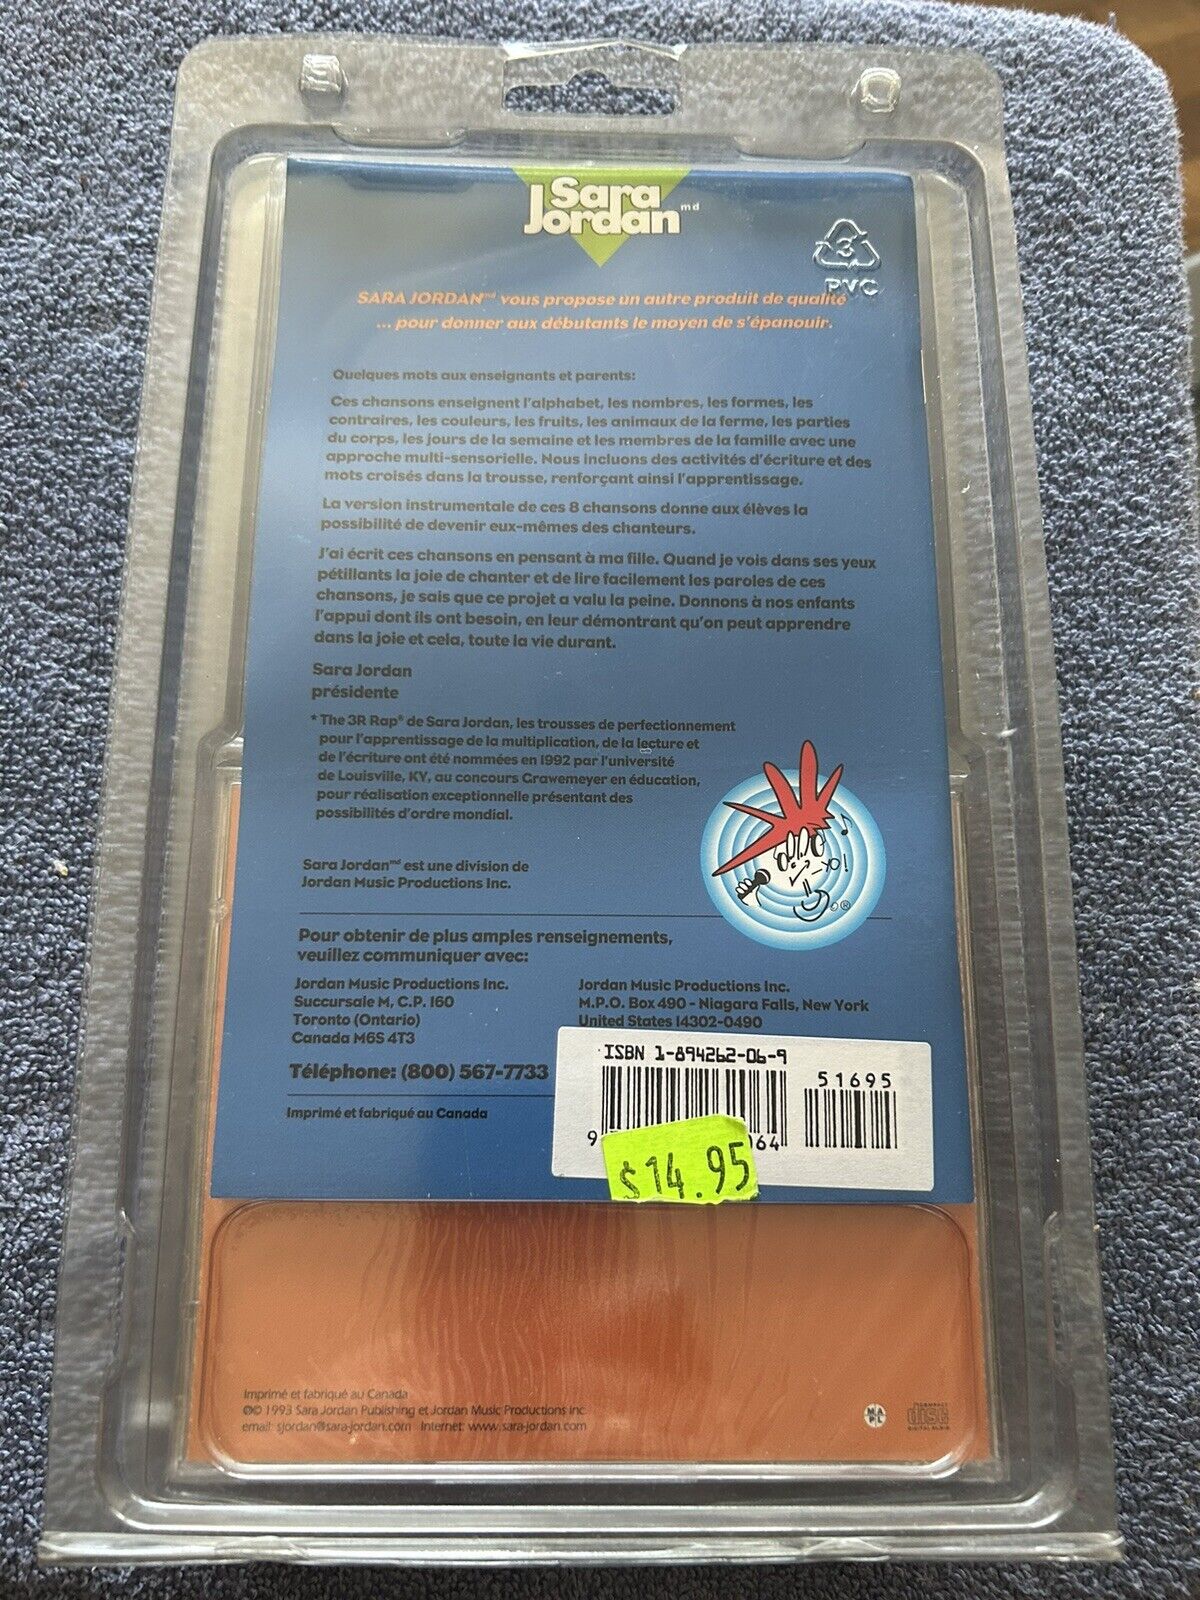 Sara
Jordan md
3
PVC
SARA JORDAN md vous propose un autre produit de qualité
... pour donner aux débutants le moyen de s'épanouir.
Quelques mots aux enseignants et parents:
Ces chansons enseignent l'alphabet, les nombres, les formes, les
contraires, les couleurs, les fruits, les animaux de la ferme, les parties
du corps, les jours de la semaine et les membres de la famille avec une
approche multi-sensorielle. Nous incluons des activités d'écriture et des
mots croisés dans la trousse, renforçant ainsi l'apprentissage.
La version instrumentale de ces 8 chansons donne aux élèves la
possibilité de devenir eux-mêmes des chanteurs.
J'ai écrit ces chansons en pensant à ma fille. Quand je vois dans ses yeux
pétillants la joie de chanter et de lire facilement les paroles de ces
chansons, je sais que ce projet a valu la peine. Donnons à nos enfants
l'appui dont ils ont besoin, en leur démontrant qu'on peut apprendre
dans la joie et cela, toute la vie durant.
Sara Jordan
présidente
* The 3R Rap® de Sara Jordan, les trousses de perfectionnement
pour l'apprentissage de la multiplication, de la lecture et
de l'écriture ont été nommées en 1992 par l'université
de Louisville, KY, au concours Grawemeyer en éducation,
pour réalisation exceptionnelle présentant des
possibilités d'ordre mondial.
YO!
®
Sara Jordan md est une division de
Jordan Music Productions Inc.
Pour obtenir de plus amples renseignements,
veuillez communiquer avec:
Jordan Music Productions Inc.
Succursale M, C.P. 160
Toronto (Ontario)
Canada M6S 4T3
Jordan Music Productions Inc.
M.P.O. Box 490 - Niagara Falls, New York
United States 14302-0490
Téléphone: (800) 567-7733
Imprimé et fabriqué au Canada
ISBN 1-894262-06-9
51695
9
64
$14.95
Imprimé et fabriqué au Canada
©℗ 1993 Sara Jordan Publishing et Jordan Music Productions Inc.
email: sjordan@sara-jordan.com Internet: www.sara-jordan.com
MAPL
COMPACT
disc
DIGITAL AUDIO